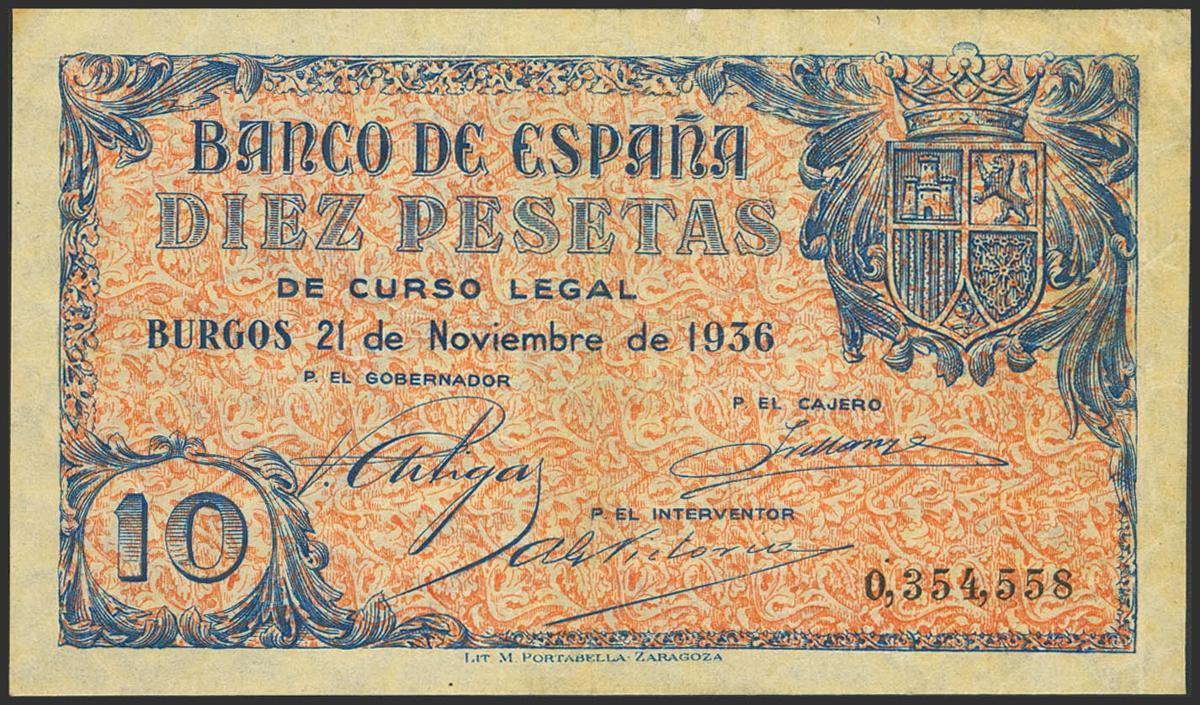 BANCO DE ESPAÑA
DIEZ PESETAS
DE CURSO LEGAL
BURGOS 21 de Noviembre de 1936
P. EL GOBERNADOR
P. EL CAJERO
P. EL INTERVENTOR
10
0,354,558
LIT M. PORTABELLA-ZARAGOZA